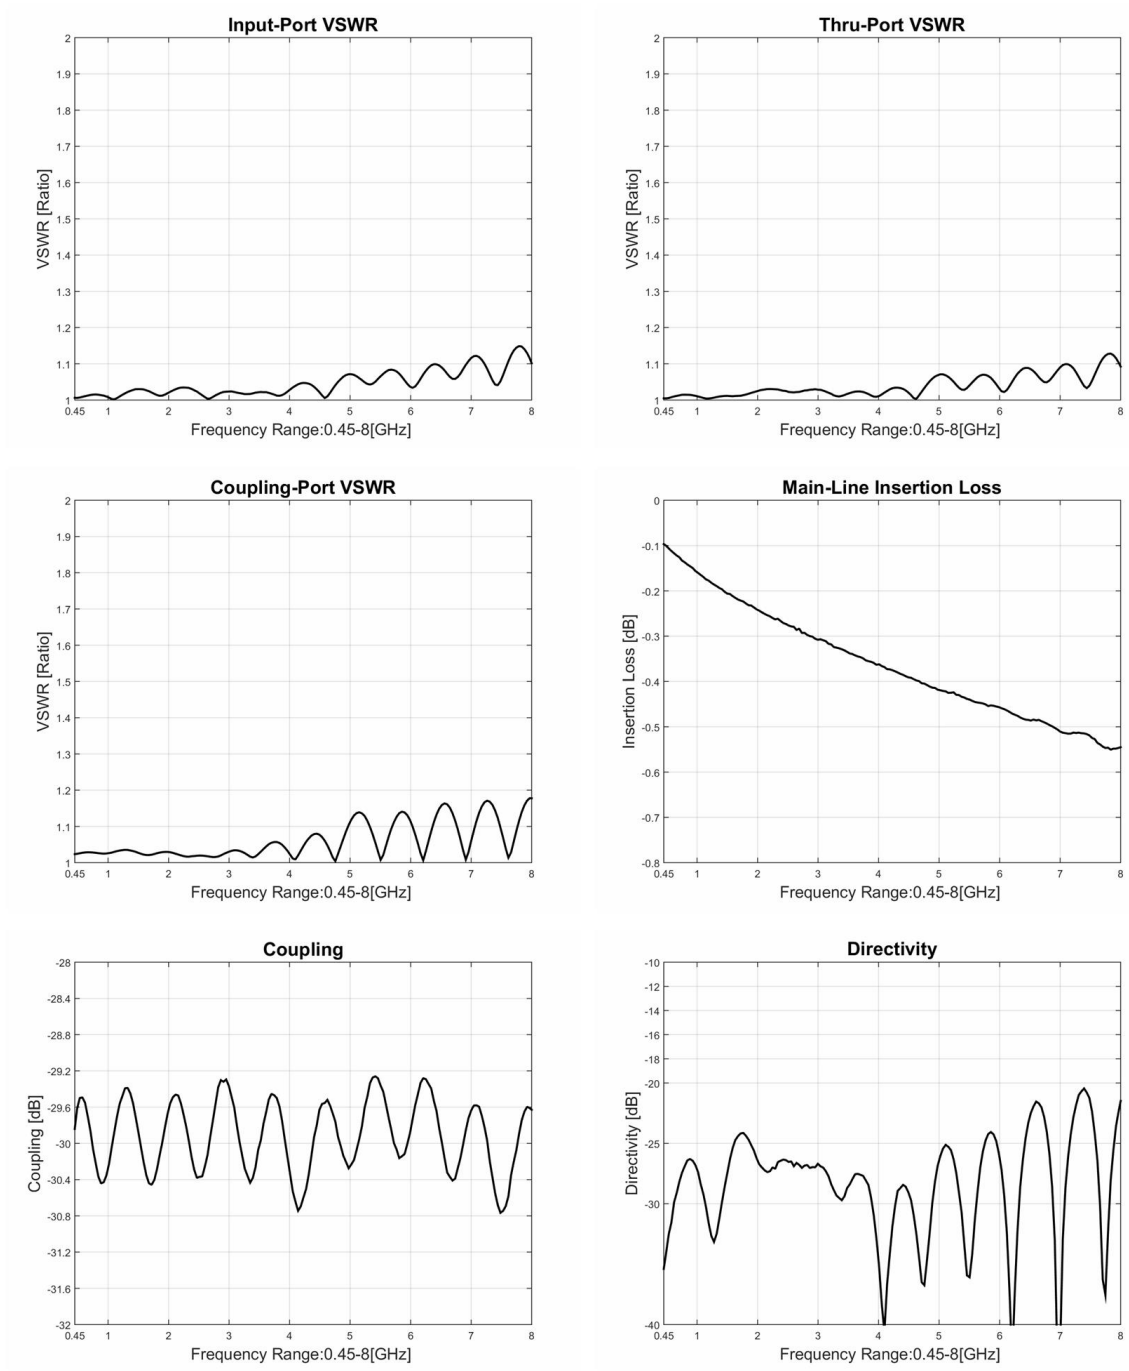 Input-Port VSWR
VSWR [Ratio]
2
1.9
1.8
1.7
1.6
1.5
1.4
1.3
1.2
1.1
1
0.45 1 2 3 4 5 6 7 8
Frequency Range:0.45-8[GHz]
Thru-Port VSWR
VSWR [Ratio]
2
1.9
1.8
1.7
1.6
1.5
1.4
1.3
1.2
1.1
1
0.45 1 2 3 4 5 6 7 8
Frequency Range:0.45-8[GHz]
Coupling-Port VSWR
VSWR [Ratio]
2
1.9
1.8
1.7
1.6
1.5
1.4
1.3
1.2
1.1
1
0.45 1 2 3 4 5 6 7 8
Frequency Range:0.45-8[GHz]
Main-Line Insertion Loss
Insertion Loss [dB]
0
-0.1
-0.2
-0.3
-0.4
-0.5
-0.6
-0.7
-0.8
0.45 1 2 3 4 5 6 7 8
Frequency Range:0.45-8[GHz]
Coupling
Coupling [dB]
-28
-28.4
-28.8
-29.2
-29.6
-30
-30.4
-30.8
-31.2
-31.6
-32
0.45 1 2 3 4 5 6 7 8
Frequency Range:0.45-8[GHz]
Directivity
Directivity [dB]
-10
-12
-14
-16
-18
-20
-25
-30
-40
0.45 1 2 3 4 5 6 7 8
Frequency Range:0.45-8[GHz]